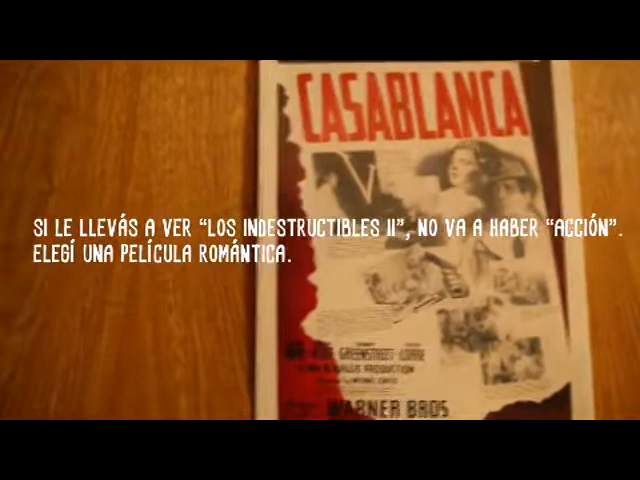 CASABLANCA
SI LE LLEVÁS A VER “LOS INDESTRUCTIBLES II”, NO VA A HABER “ACCIÓN”.
ELEGÍ UNA PELÍCULA ROMÁNTICA.
GREENSTREET LORRE
PRODUCTION
WARNER BROS